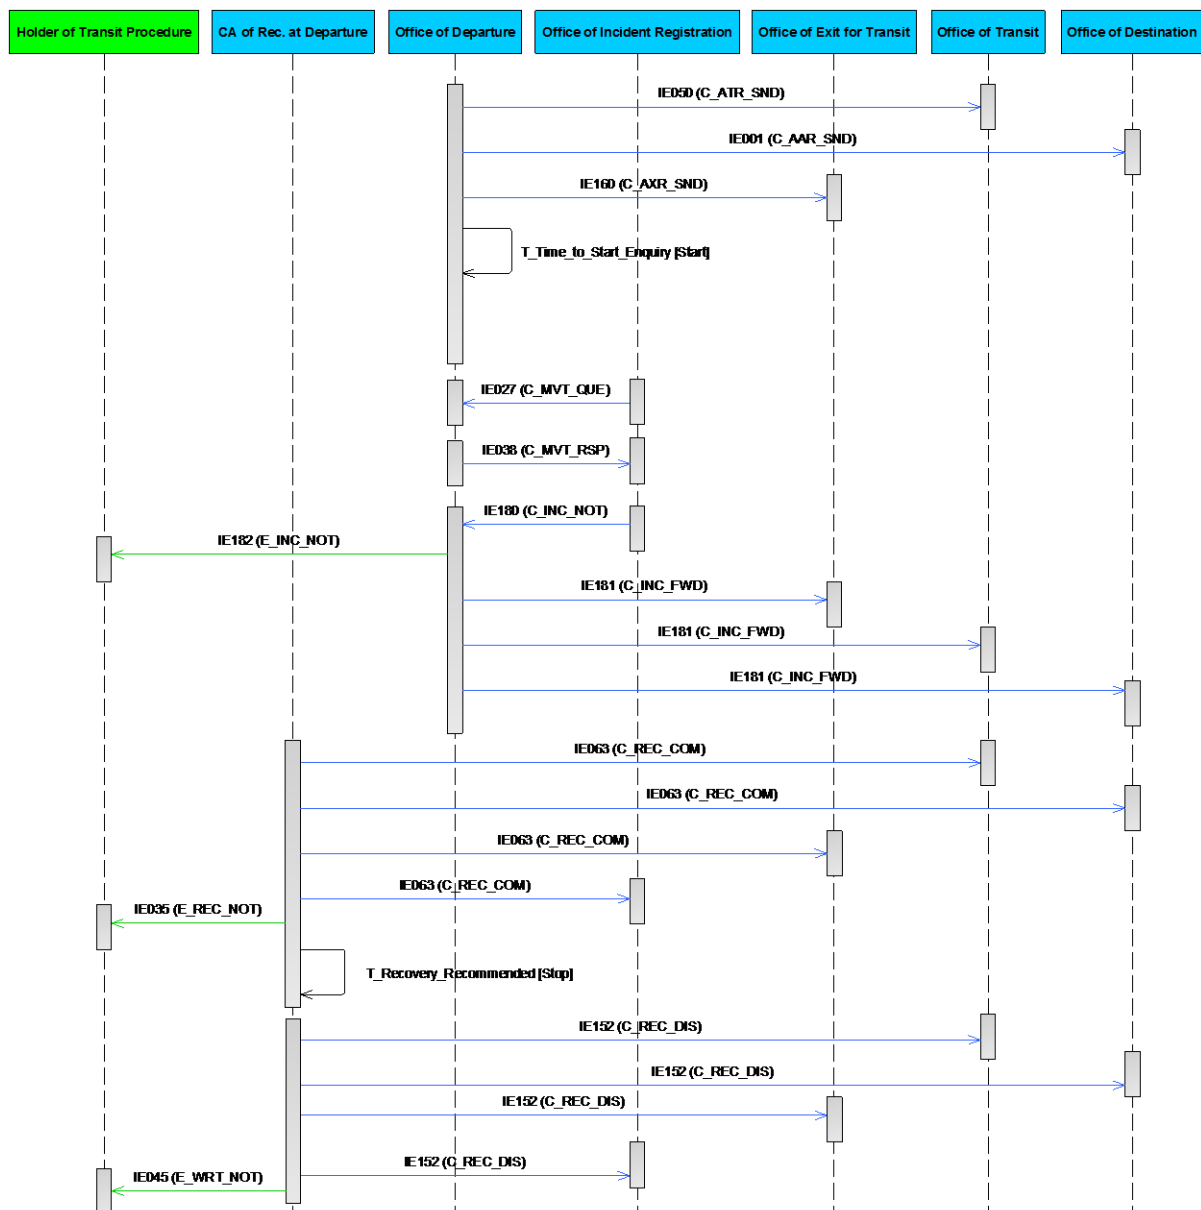 Holder of Transit Procedure
CA of Rec. at Departure
Office of Departure
Office of Incident Registration
Office of Exit for Transit
Office of Transit
Office of Destination
IE050 (C_ATR_SND)
IE001 (C_AAR_SND)
IE160 (C_AXR_SND)
T_Time_to_Start_Enquiry [Start]
IE027 (C_MVT_QUE)
IE038 (C_MVT_RSP)
IE180 (C_INC_NOT)
IE182 (E_INC_NOT)
IE181 (C_INC_FWD)
IE181 (C_INC_FWD)
IE181 (C_INC_FWD)
IE063 (C_REC_COM)
IE063 (C_REC_COM)
IE063 (C_REC_COM)
IE063 (C_REC_COM)
IE035 (E_REC_NOT)
T_Recovery_Recommended [Stop]
IE152 (C_REC_DIS)
IE152 (C_REC_DIS)
IE152 (C_REC_DIS)
IE152 (C_REC_DIS)
IE045 (E_WRT_NOT)